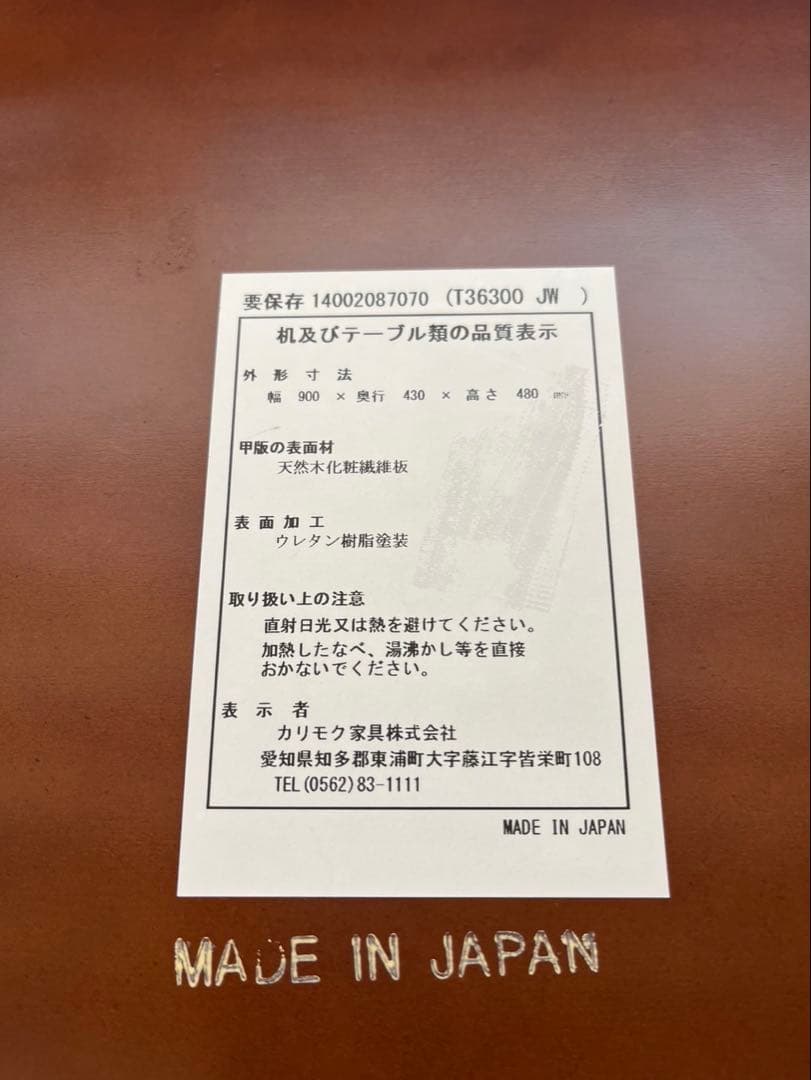 要保存 14002087070 (T36300 JW )
机及びテーブル類の品質表示
外形寸法
幅 900 × 奥行 430 × 高さ 480 mm
甲版の表面材
天然木化粧繊維板
表面加工
ウレタン樹脂塗装
取り扱い上の注意
直射日光又は熱を避けてください。
加熱したなべ、湯沸かし等を直接
おかないでください。
表示者
カリモク家具株式会社
愛知県知多郡東浦町大字藤江字皆栄町108
TEL(0562)83-1111
MADE IN JAPAN
MADE IN JAPAN